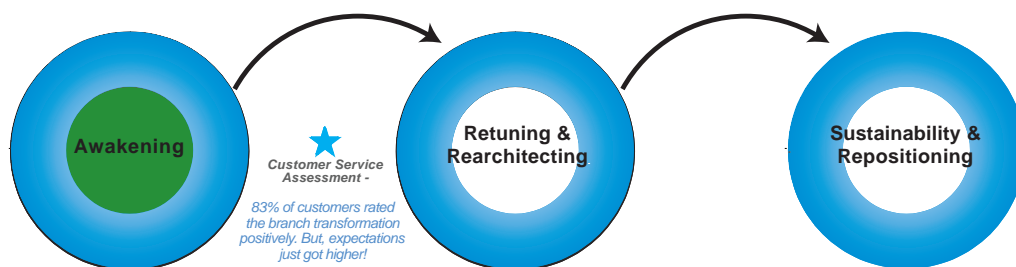 Awakening
Customer Service
Assessment -
83% of customers rated
the branch transformation
positively. But, expectations
just got higher!
Retuning &
Rearchitecting
Sustainability &
Repositioning